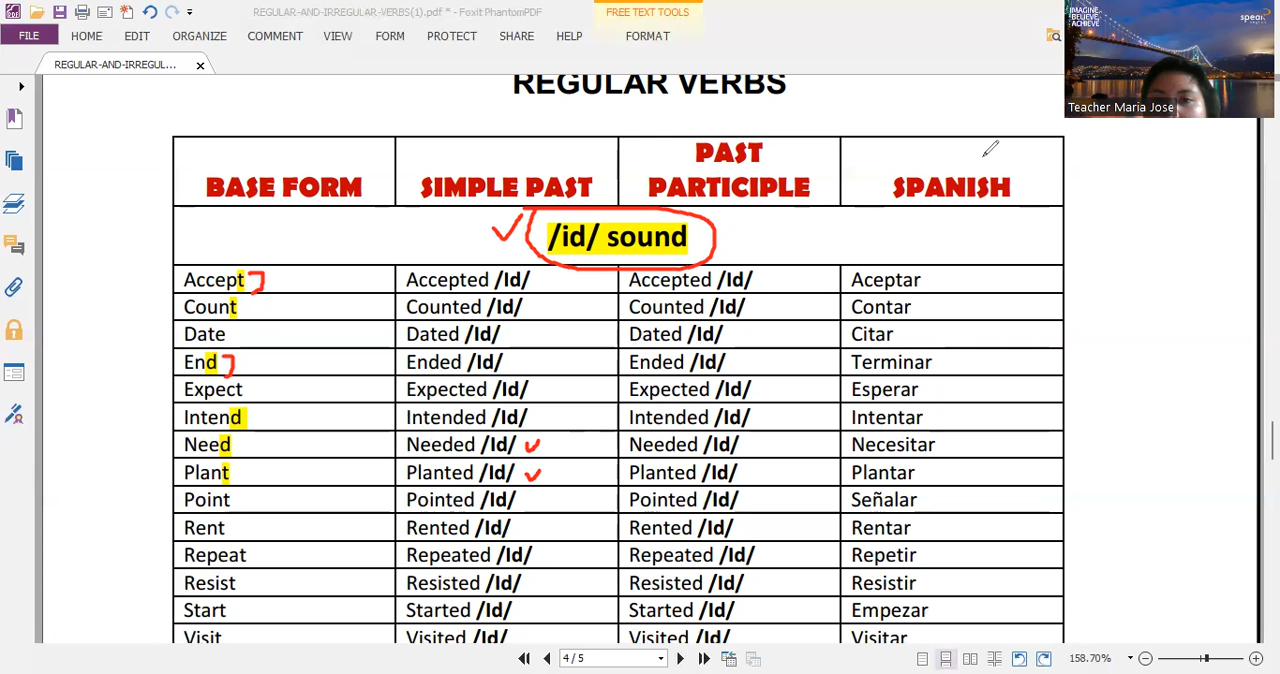 REGULAR-AND-IRREGULAR-VERBS(1).pdf * - Foxit PhantomPDF
FREE TEXT TOOLS
FILE HOME EDIT ORGANIZE COMMENT VIEW FORM PROTECT SHARE HELP FORMAT
REGULAR-AND-IRREGUL...
IMAGINE,
BELIEVE,
ACHIEVE
speak
Teacher Maria Jose
REGULAR VERBS
BASE FORM SIMPLE PAST PAST PARTICIPLE SPANISH
/id/ sound
Accept Accepted /Id/ Accepted /Id/ Aceptar
Count Counted /Id/ Counted /Id/ Contar
Date Dated /Id/ Dated /Id/ Citar
End Ended /Id/ Ended /Id/ Terminar
Expect Expected /Id/ Expected /Id/ Esperar
Intend Intended /Id/ Intended /Id/ Intentar
Need Needed /Id/ Needed /Id/ Necesitar
Plant Planted /Id/ Planted /Id/ Plantar
Point Pointed /Id/ Pointed /Id/ Señalar
Rent Rented /Id/ Rented /Id/ Rentar
Repeat Repeated /Id/ Repeated /Id/ Repetir
Resist Resisted /Id/ Resisted /Id/ Resistir
Start Started /Id/ Started /Id/ Empezar
Visit Visited /Id/ Visited /Id/ Visitar
4 / 5
158.70%